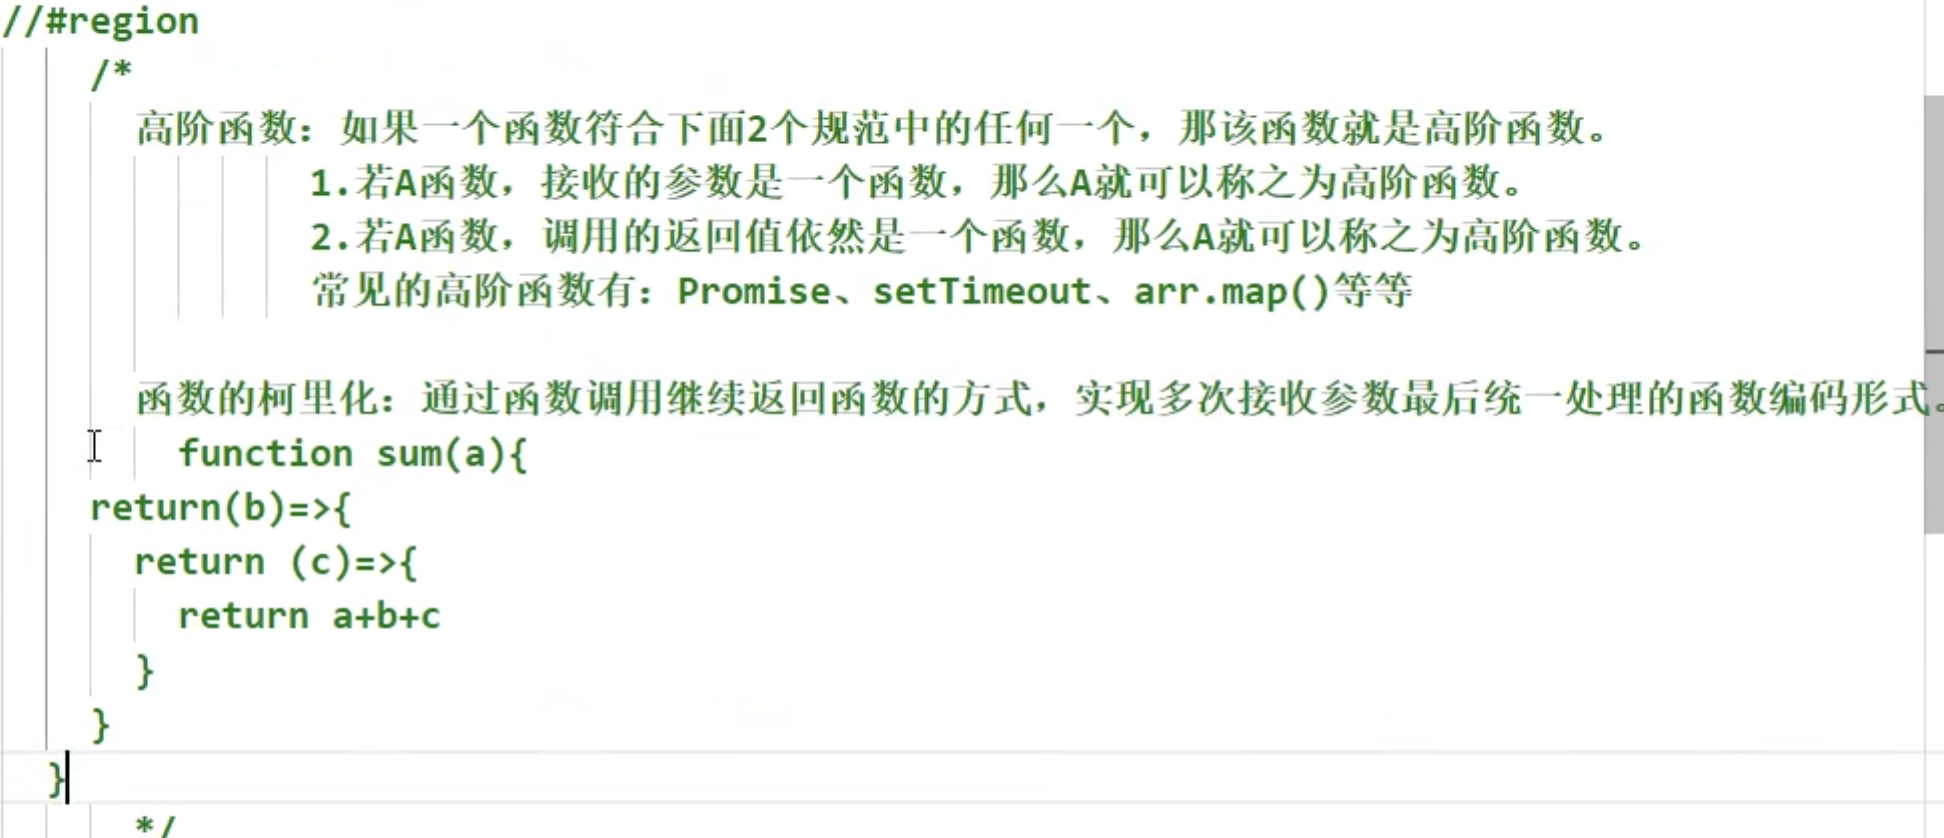 //#region
/*
高阶函数：如果一个函数符合下面2个规范中的任何一个，那该函数就是高阶函数。
1.若A函数，接收的参数是一个函数，那么A就可以称之为高阶函数。
2.若A函数，调用的返回值依然是一个函数，那么A就可以称之为高阶函数。
常见的高阶函数有：Promise、setTimeout、arr.map()等等
函数的柯里化：通过函数调用继续返回函数的方式，实现多次接收参数最后统一处理的函数编码形式。
function sum(a){
return(b)=>{
return (c)=>{
return a+b+c
}
}
}
*/